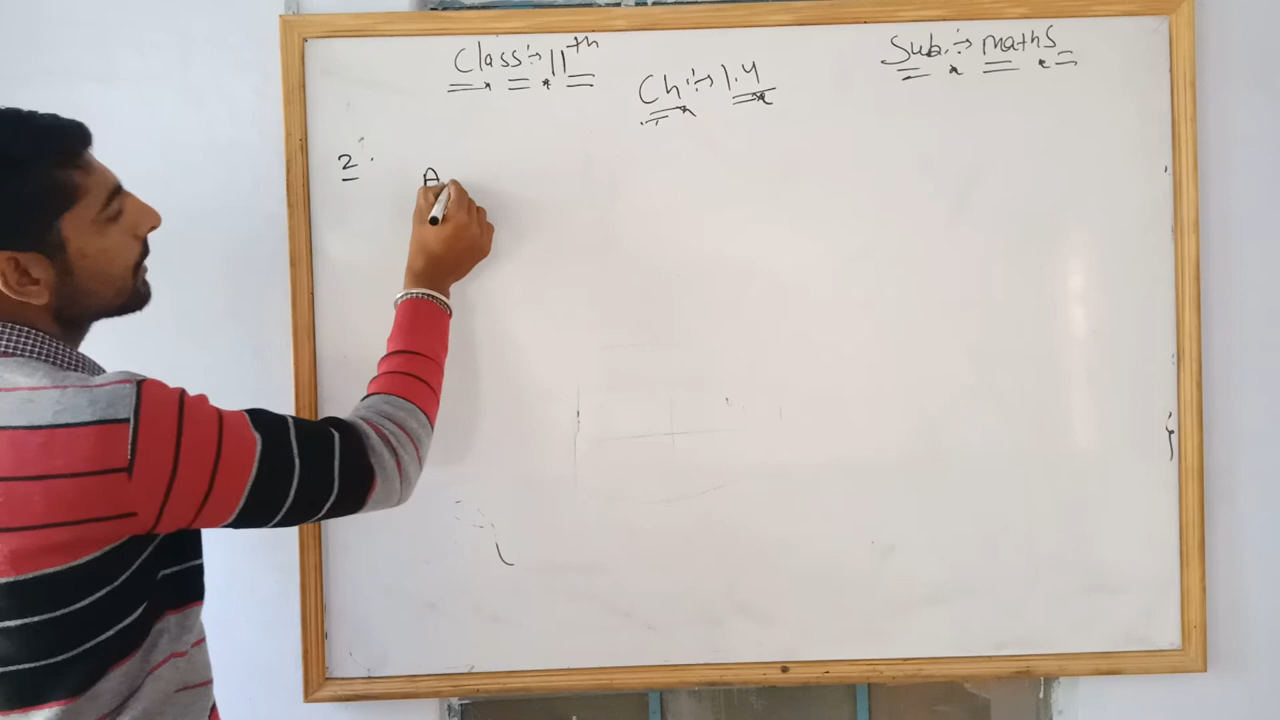 Class:→ 11th
Ch:→ 1.4
Sub.:→ maths
2. A